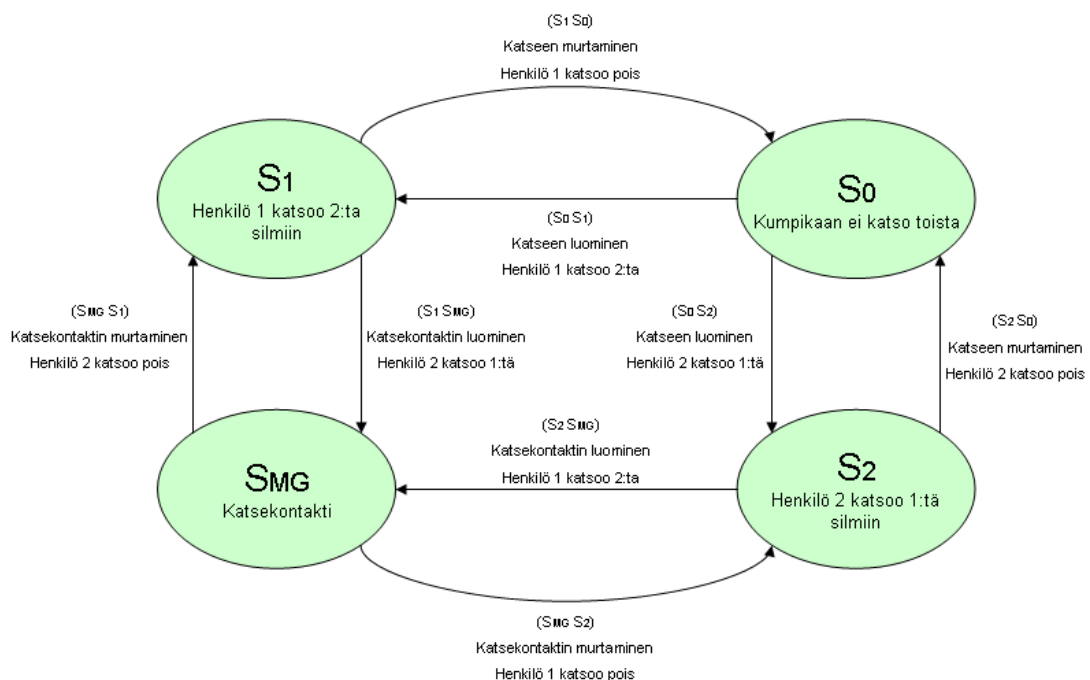 (S1 S0)
Katseen murtaminen
Henkilö 1 katsoo pois
S1
Henkilö 1 katsoo 2:ta
silmiin
S0
Kumpikaan ei katso toista
(S0 S1)
Katseen luominen
Henkilö 1 katsoo 2:ta
(SMG S1)
Katsekontaktin murtaminen
Henkilö 2 katsoo pois
(S1 SMG)
Katsekontaktin luominen
Henkilö 2 katsoo 1:tä
(S0 S2)
Katseen luominen
Henkilö 2 katsoo 1:tä
(S2 S0)
Katseen murtaminen
Henkilö 2 katsoo pois
SMG
Katsekontakti
(S2 SMG)
Katsekontaktin luominen
Henkilö 1 katsoo 2:ta
S2
Henkilö 2 katsoo 1:tä
silmiin
(SMG S2)
Katsekontaktin murtaminen
Henkilö 1 katsoo pois